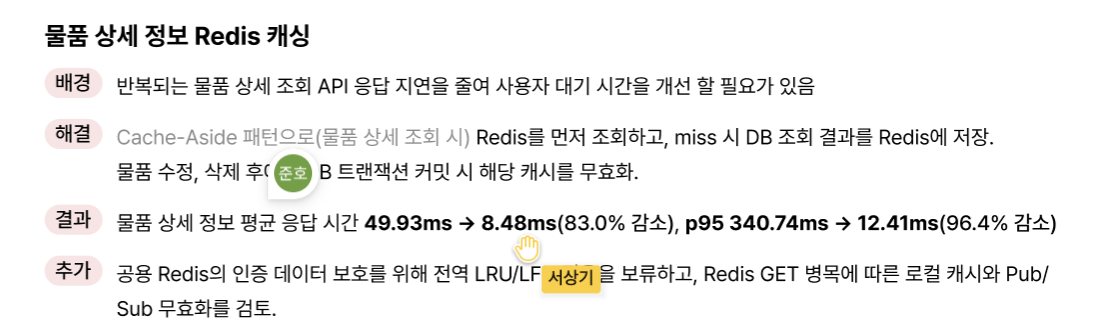 물품 상세 정보 Redis 캐싱
배경 반복되는 물품 상세 조회 API 응답 지연을 줄여 사용자 대기 시간을 개선 할 필요가 있음
해결 Cache-Aside 패턴으로(물품 상세 조회 시) Redis를 먼저 조회하고, miss 시 DB 조회 결과를 Redis에 저장.
물품 수정, 삭제 후 B 트랜잭션 커밋 시 해당 캐시를 무효화.
준호
결과 물품 상세 정보 평균 응답 시간 49.93ms → 8.48ms(83.0% 감소), p95 340.74ms → 12.41ms(96.4% 감소)
추가 공용 Redis의 인증 데이터 보호를 위해 전역 LRU/LF 을 보류하고, Redis GET 병목에 따른 로컬 캐시와 Pub/
서상기
Sub 무효화를 검토.